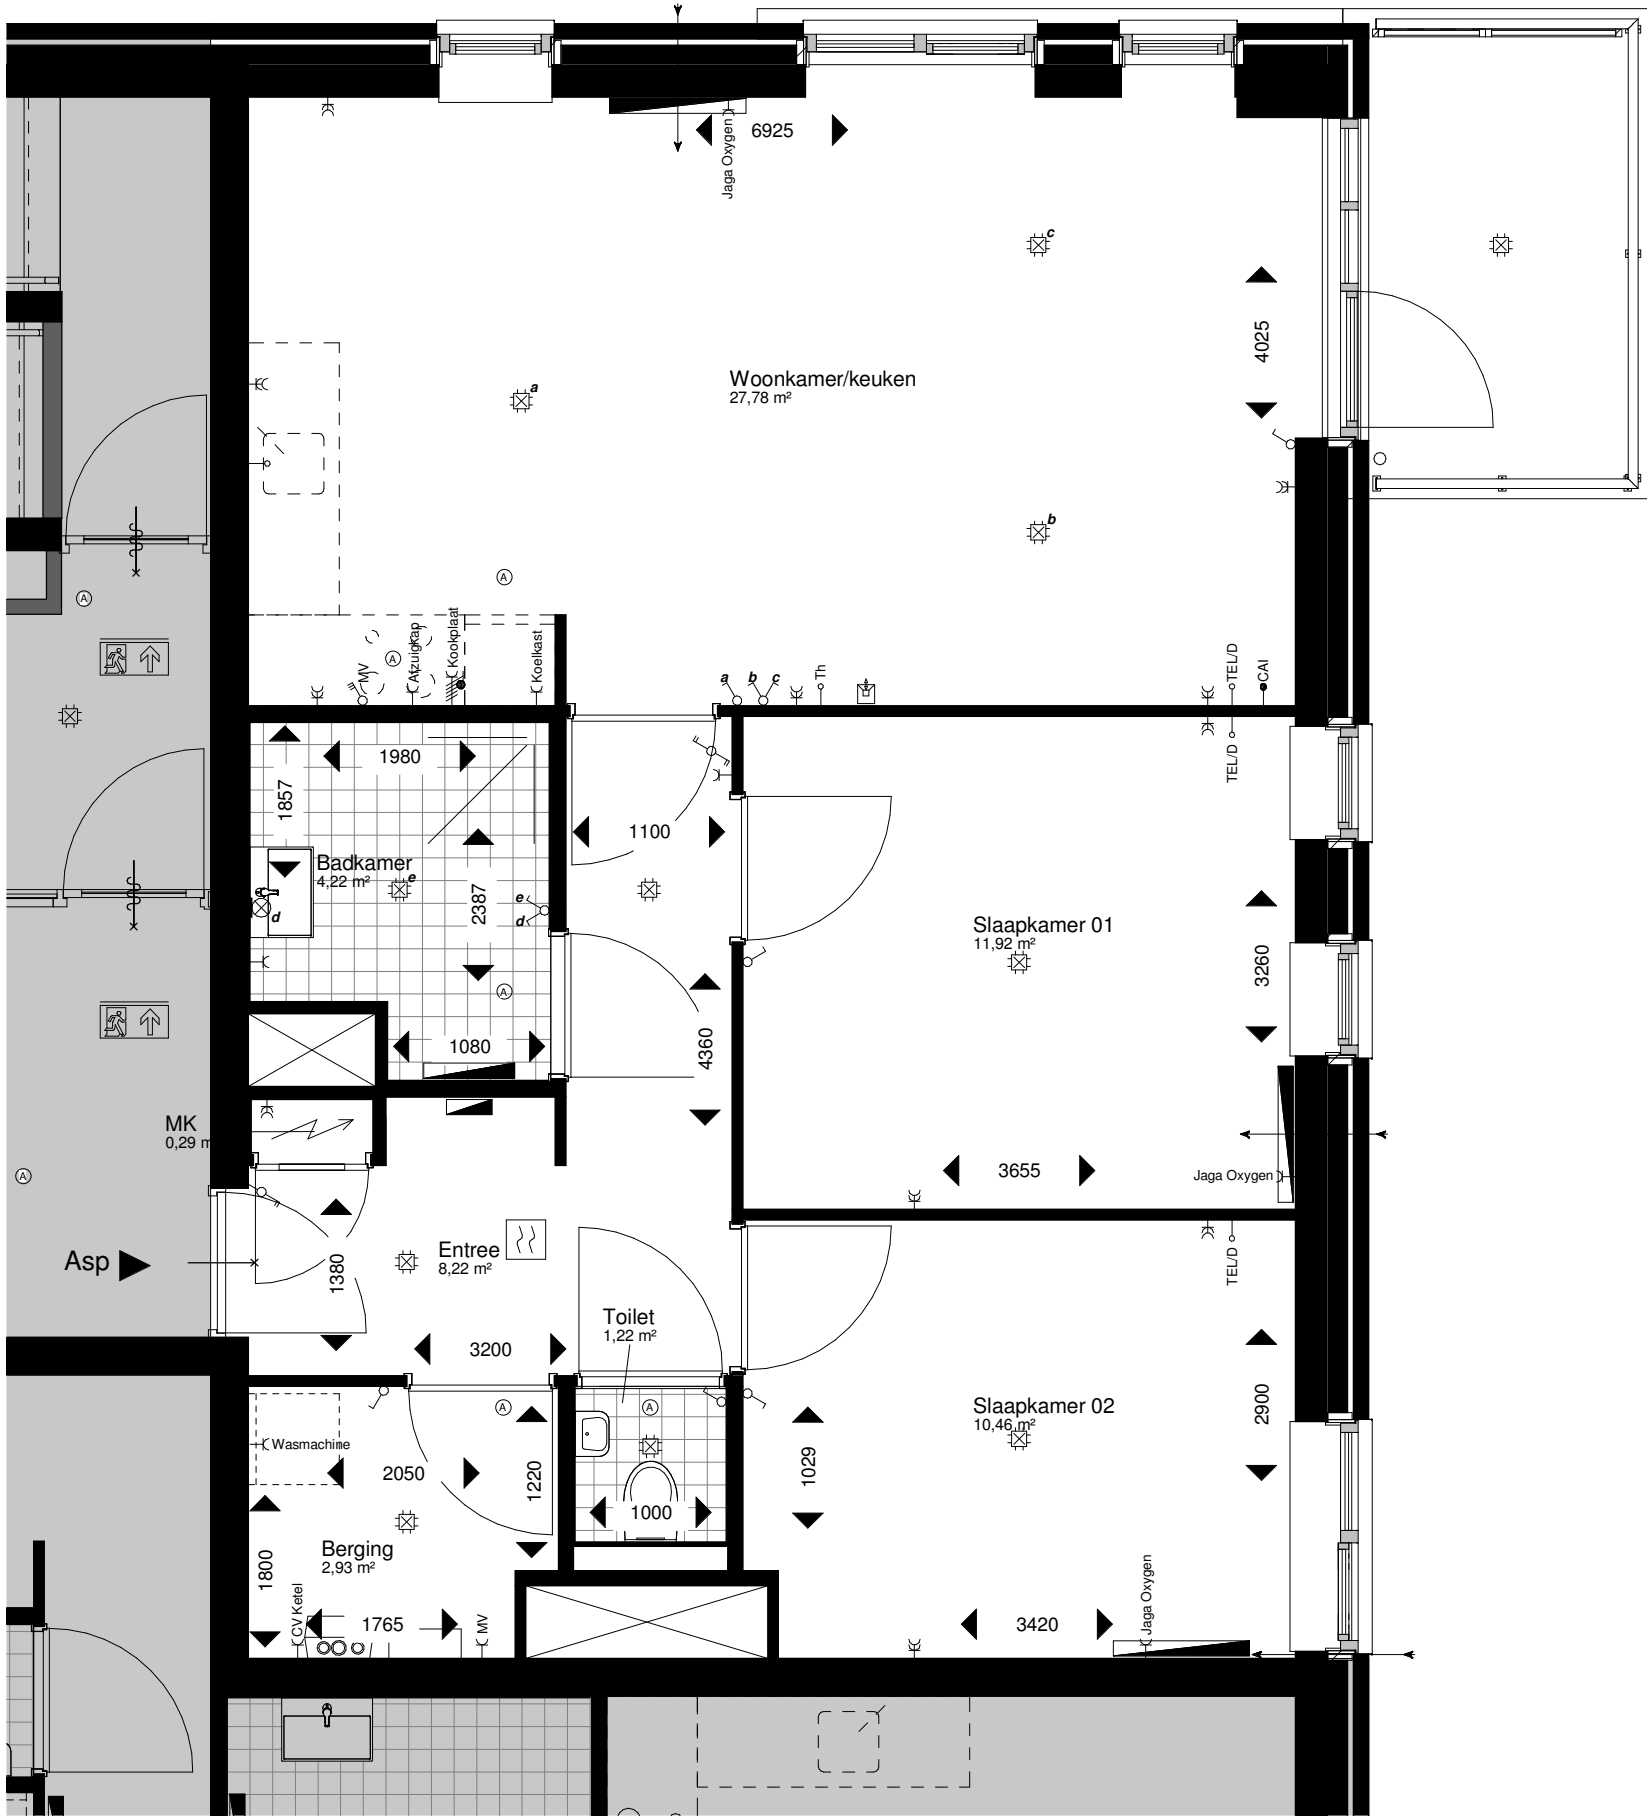 6925
Jaga Oxygen
c
4025
Woonkamer/keuken
27,78 m²
a
b
A
A
A
MV
Afzuigkap
Kookplaat
Koelkast
a
b
c
Th
TEL/D
CAI
TEL/D
1980
1857
1100
Badkamer
4,22 m²
e
d
2387
e
d
A
Slaapkamer 01
11,92 m²
3260
1080
4360
MK
0,29 m
A
3655
Jaga Oxygen
Asp
1380
Entree
8,22 m²
TEL/D
Toilet
1,22 m²
3200
A
A
Slaapkamer 02
10,46 m²
2900
Wasmachine
2050
1220
1029
1000
Berging
2,93 m²
1800
CV Ketel
1765
MV
3420
Jaga Oxygen